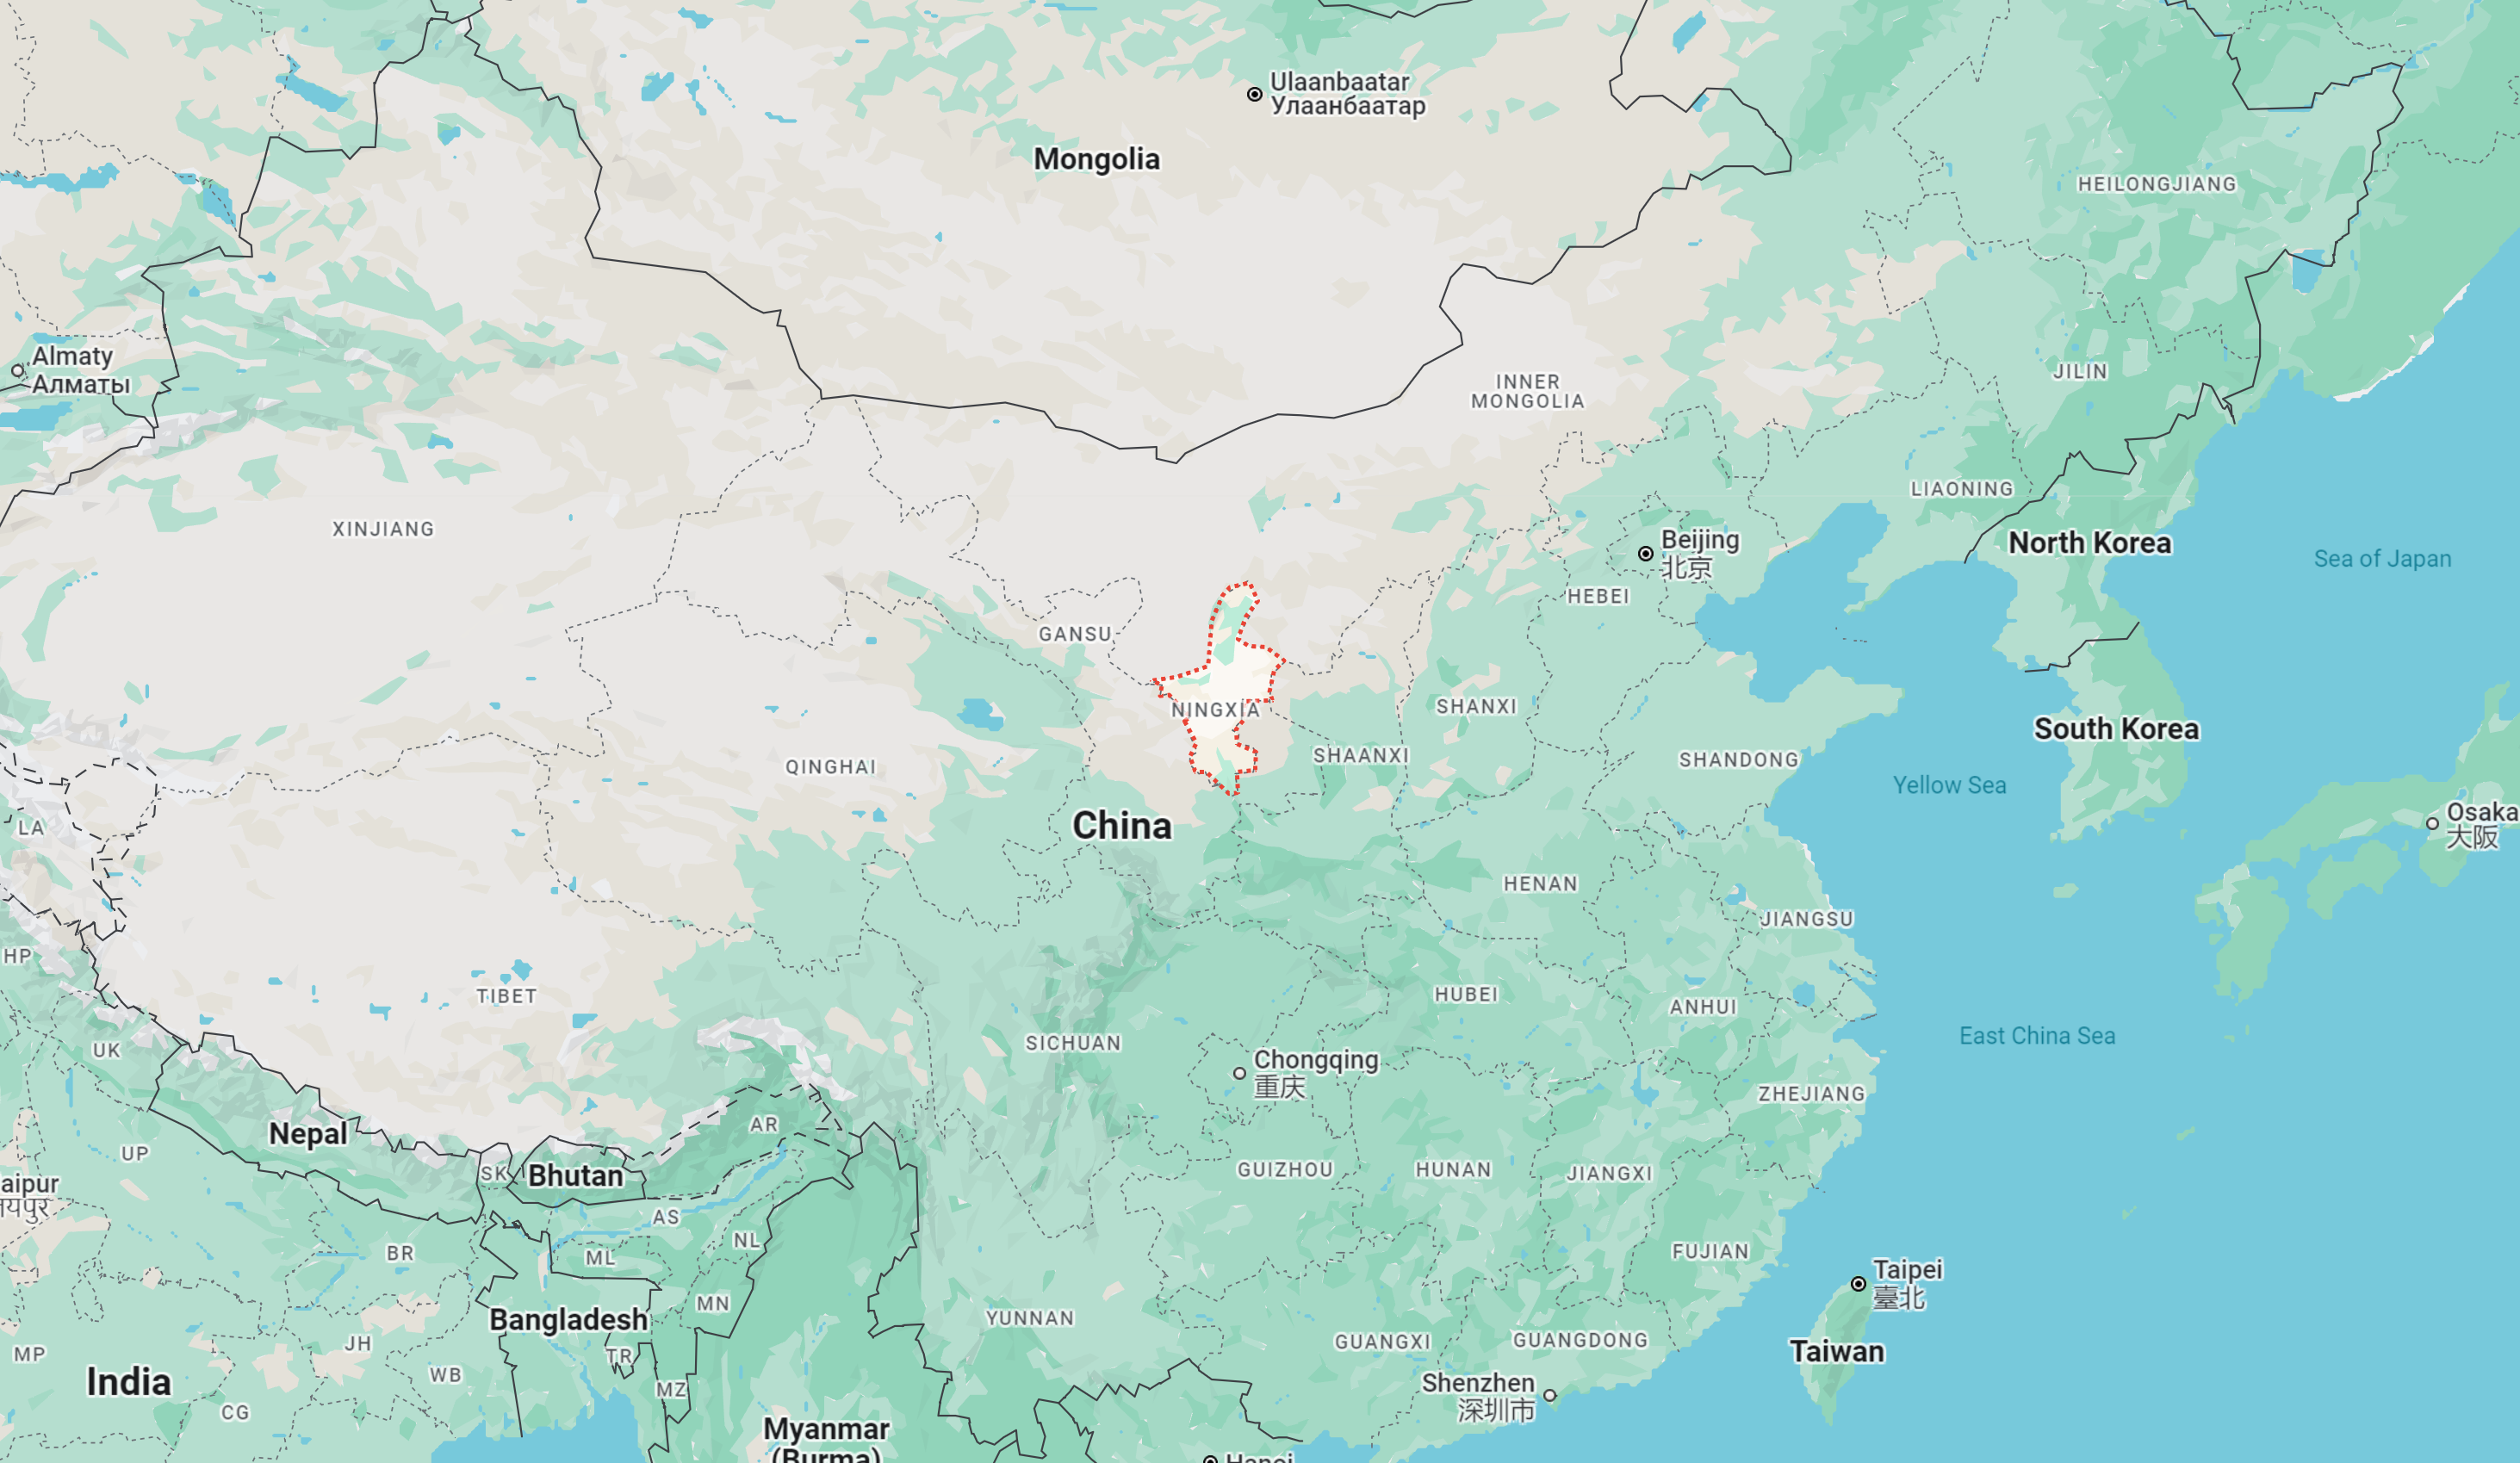 Ulaanbaatar
Улаанбаатар
Mongolia
HEILONGJIANG
Almaty
Алматы
INNER
MONGOLIA
JILIN
LIAONING
XINJIANG
Beijing
北京
North Korea
Sea of Japan
HEBEI
GANSU
NINGXIA
SHANXI
South Korea
SHAANXI
SHANDONG
QINGHAI
Yellow Sea
Osaka
大阪
LA
China
HENAN
JIANGSU
HP
TIBET
HUBEI
ANHUI
East China Sea
UK
SICHUAN
Chongqing
重庆
ZHEJIANG
AR
Nepal
UP
SK
Bhutan
GUIZHOU
HUNAN
JIANGXI
aipur
AS
NL
BR
ML
FUJIAN
Taipei
臺北
MN
Bangladesh
YUNNAN
JH
GUANGXI
GUANGDONG
MP
TR
Taiwan
WB
India
MZ
Shenzhen
深圳市
CG
Myanmar
(Burma)
Hanoi